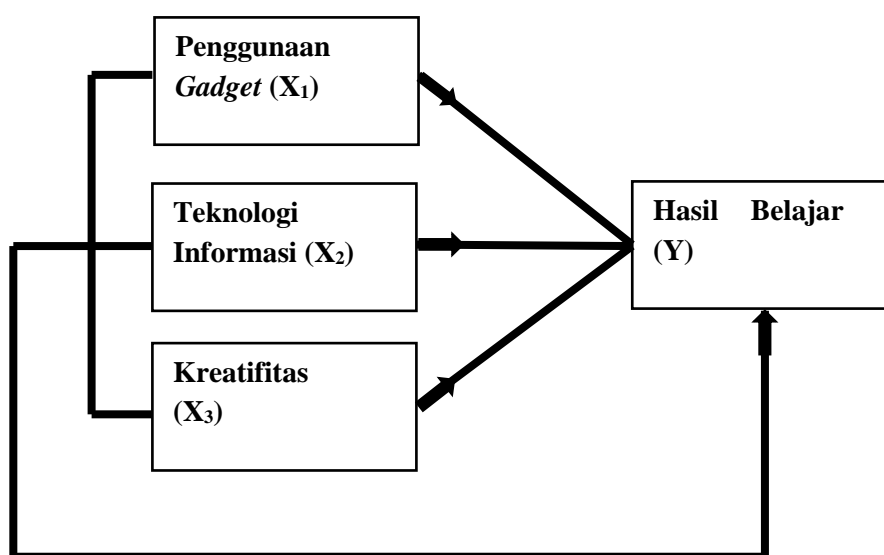 Penggunaan
Gadget (X₁)
Teknologi
Informasi (X₂)
Kreatifitas
(X₃)
Hasil Belajar
(Y)